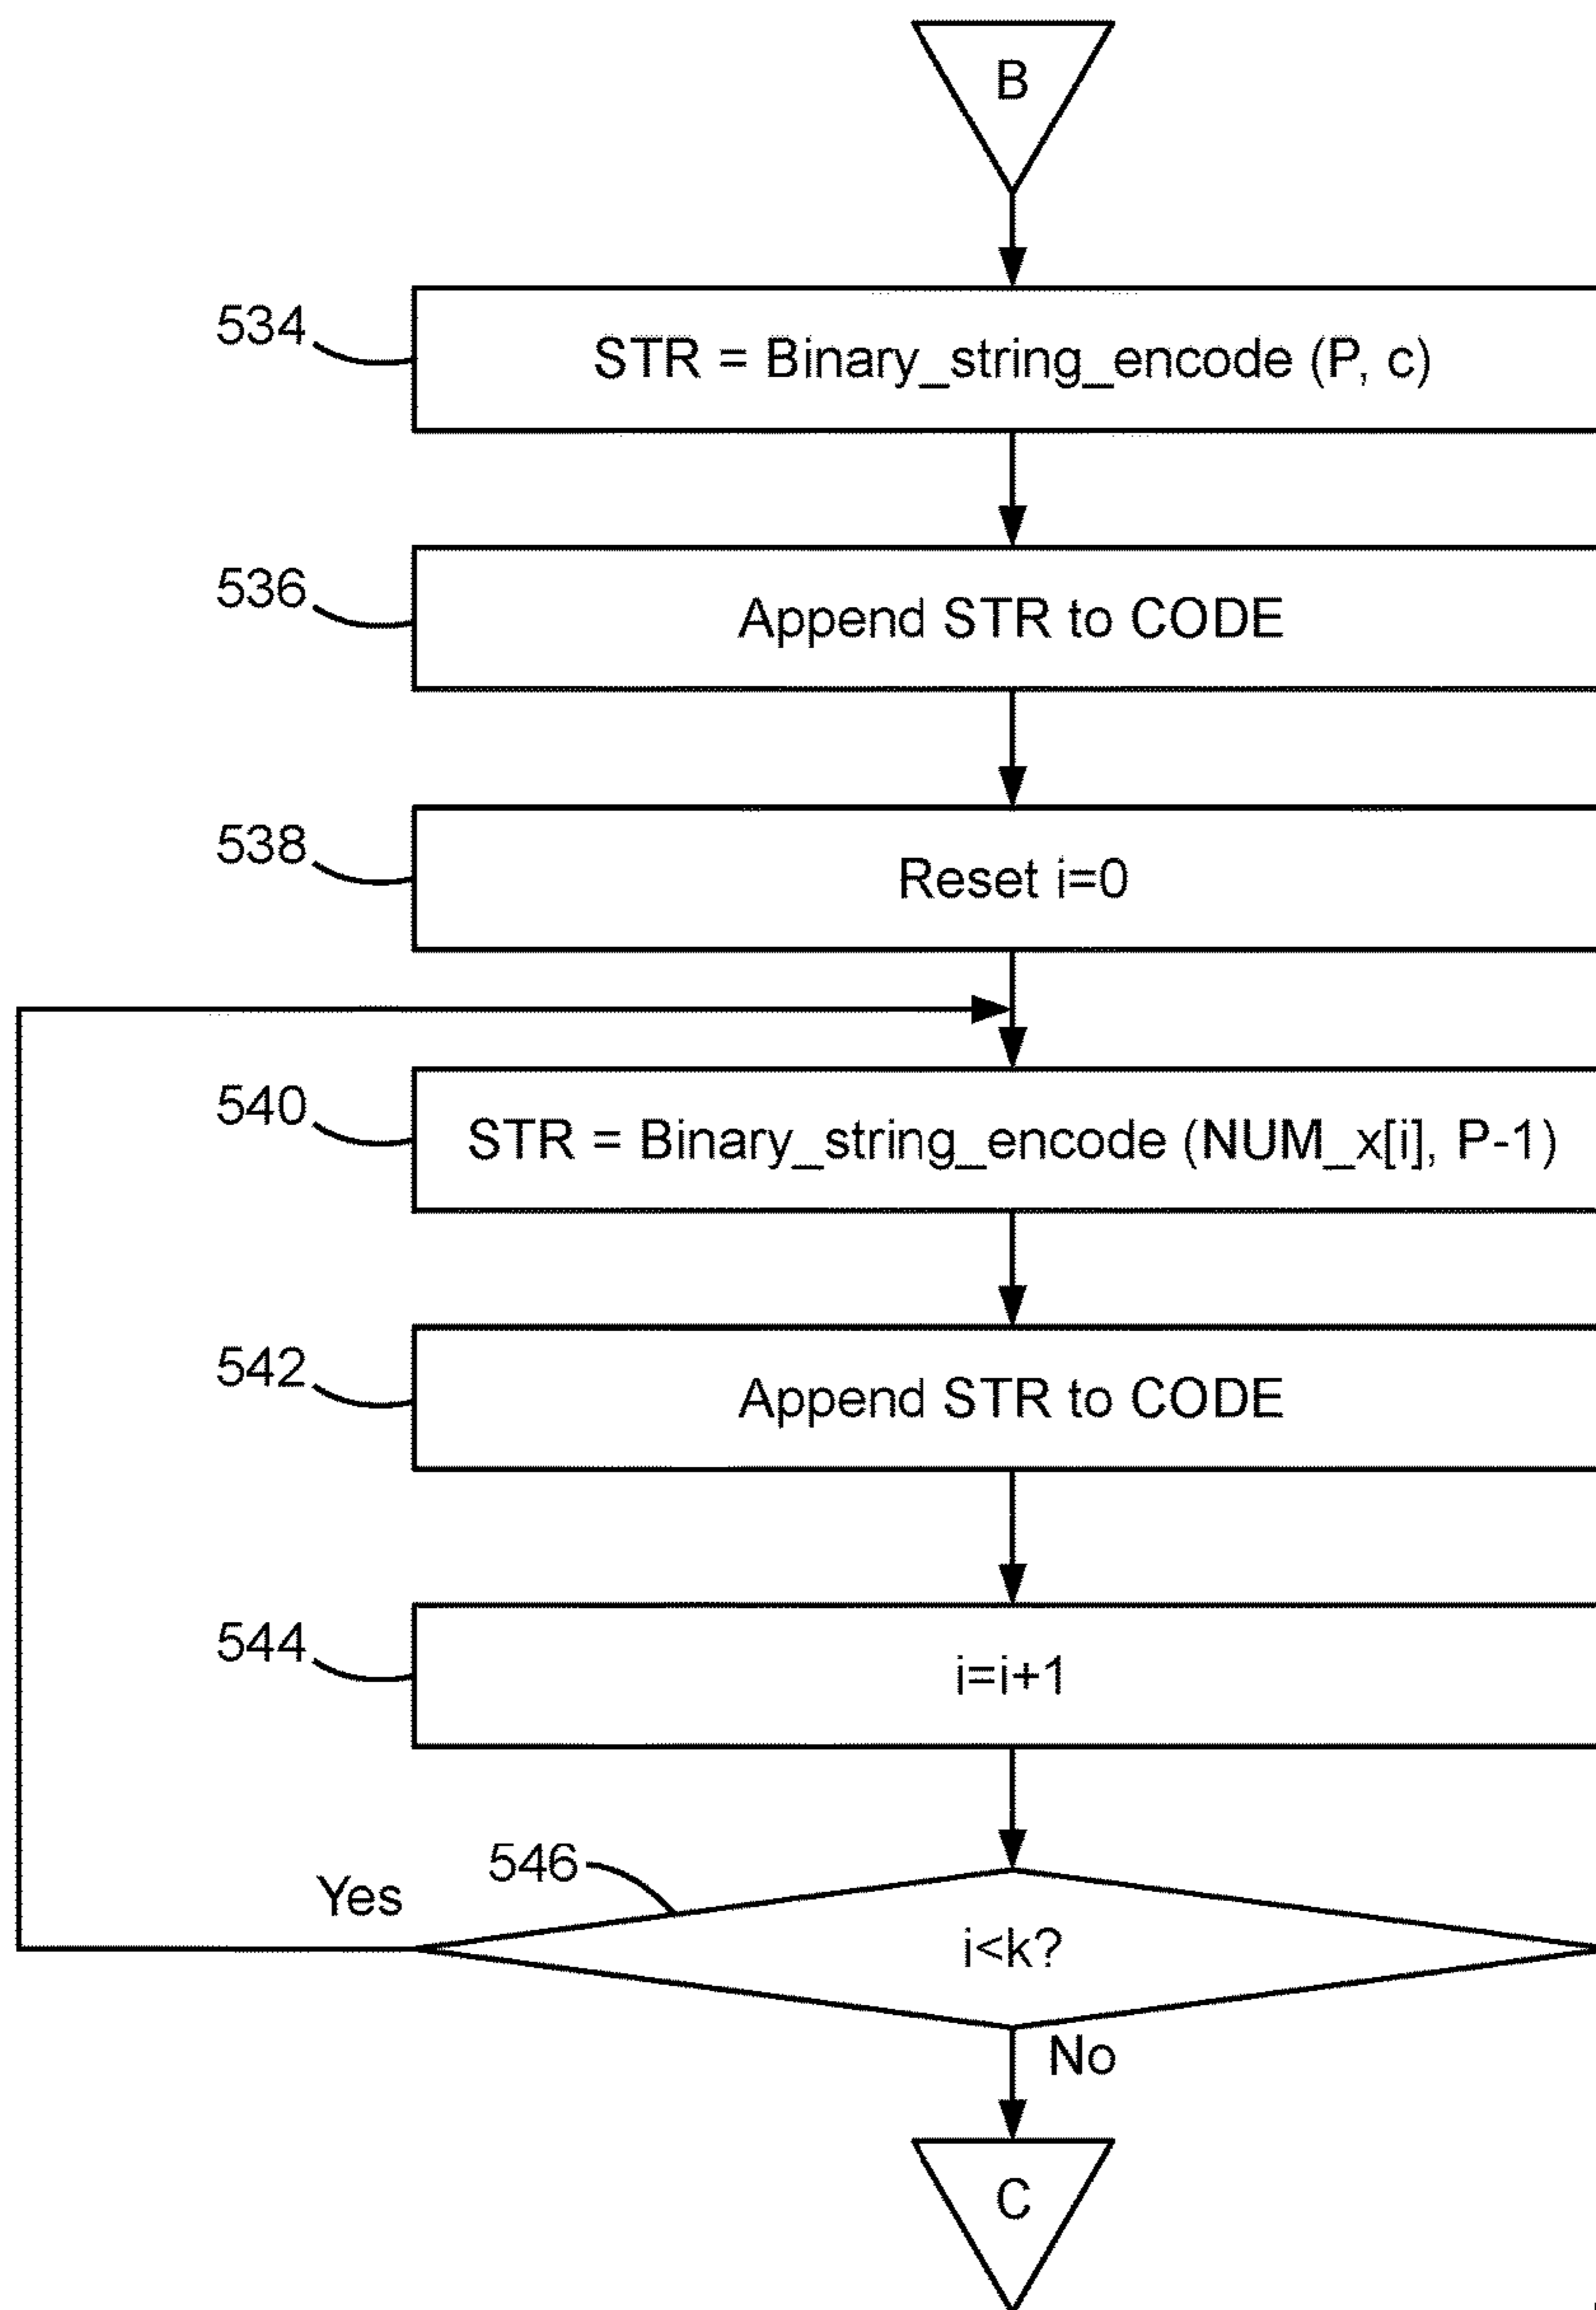 B
534
STR = Binary_string_encode (P, c)
536
Append STR to CODE
538
Reset i=0
540
STR = Binary_string_encode (NUM_x[i], P-1)
542
Append STR to CODE
544
i=i+1
546
Yes
i<k?
No
C